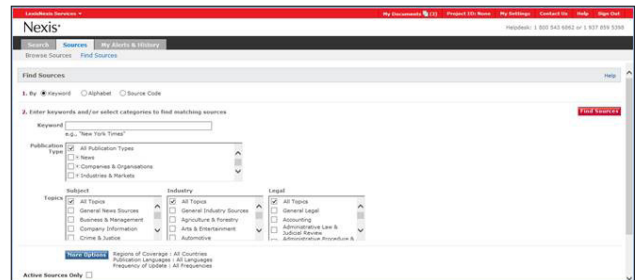 LexisNexis Services
My Documents (2) Project ID: None My Settings Contact Us Help Sign Out
Nexis
Helpdesk: 1 800 543 6862 or 1 937 859 5398
Search Sources My Alerts & History
Browse Sources Find Sources
Find Sources Help
1. By Keyword Alphabet Source Code
2. Enter keywords and/or select categories to find matching sources Find Sources
Keyword
e.g., "New York Times"
Publication Type All Publication Types
News
Companies & Organisations
Industries & Markets
Subject Industry Legal
Topics All Topics All Topics All Topics
General News Sources General Industry Sources General Legal
Business & Management Agriculture & Forestry Accounting
Company Information Arts & Entertainment Administrative Law & Judicial Review
Crime & Justice Automotive Administrative Procedure &
More Options Regions of Coverage : All Countries
Publication Languages : All Languages
Frequency of Update : All Frequencies
Active Sources Only